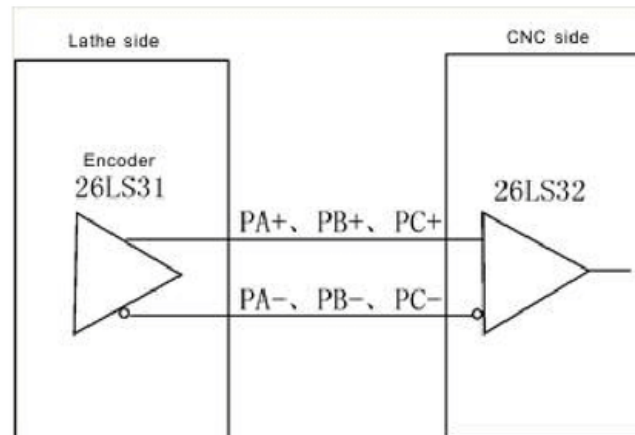 Lathe side
CNC side
Encoder
26LS31
26LS32
PA+、PB+、PC+
PA-、PB-、PC-